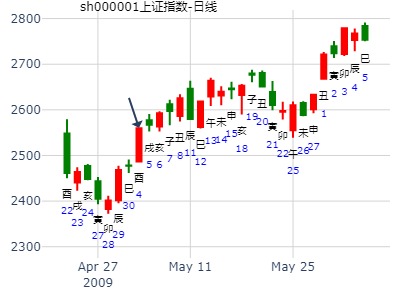 sh000001上证指数-日线
2800
2700
2600
2500
2400
2300
酉 22
戌 23
亥 24
寅 27
卯 28
辰 29
巳 30
酉 4
戌 5
亥 6
子 7
丑 8
辰 11
巳 12
午 13
未 14
申 15
亥 18
子 19
丑 20
寅 21
卯 22
午 25
未 26
申 27
丑 1
寅 2
卯 3
辰 4
巳 5
Apr 27
2009
May 11
May 25